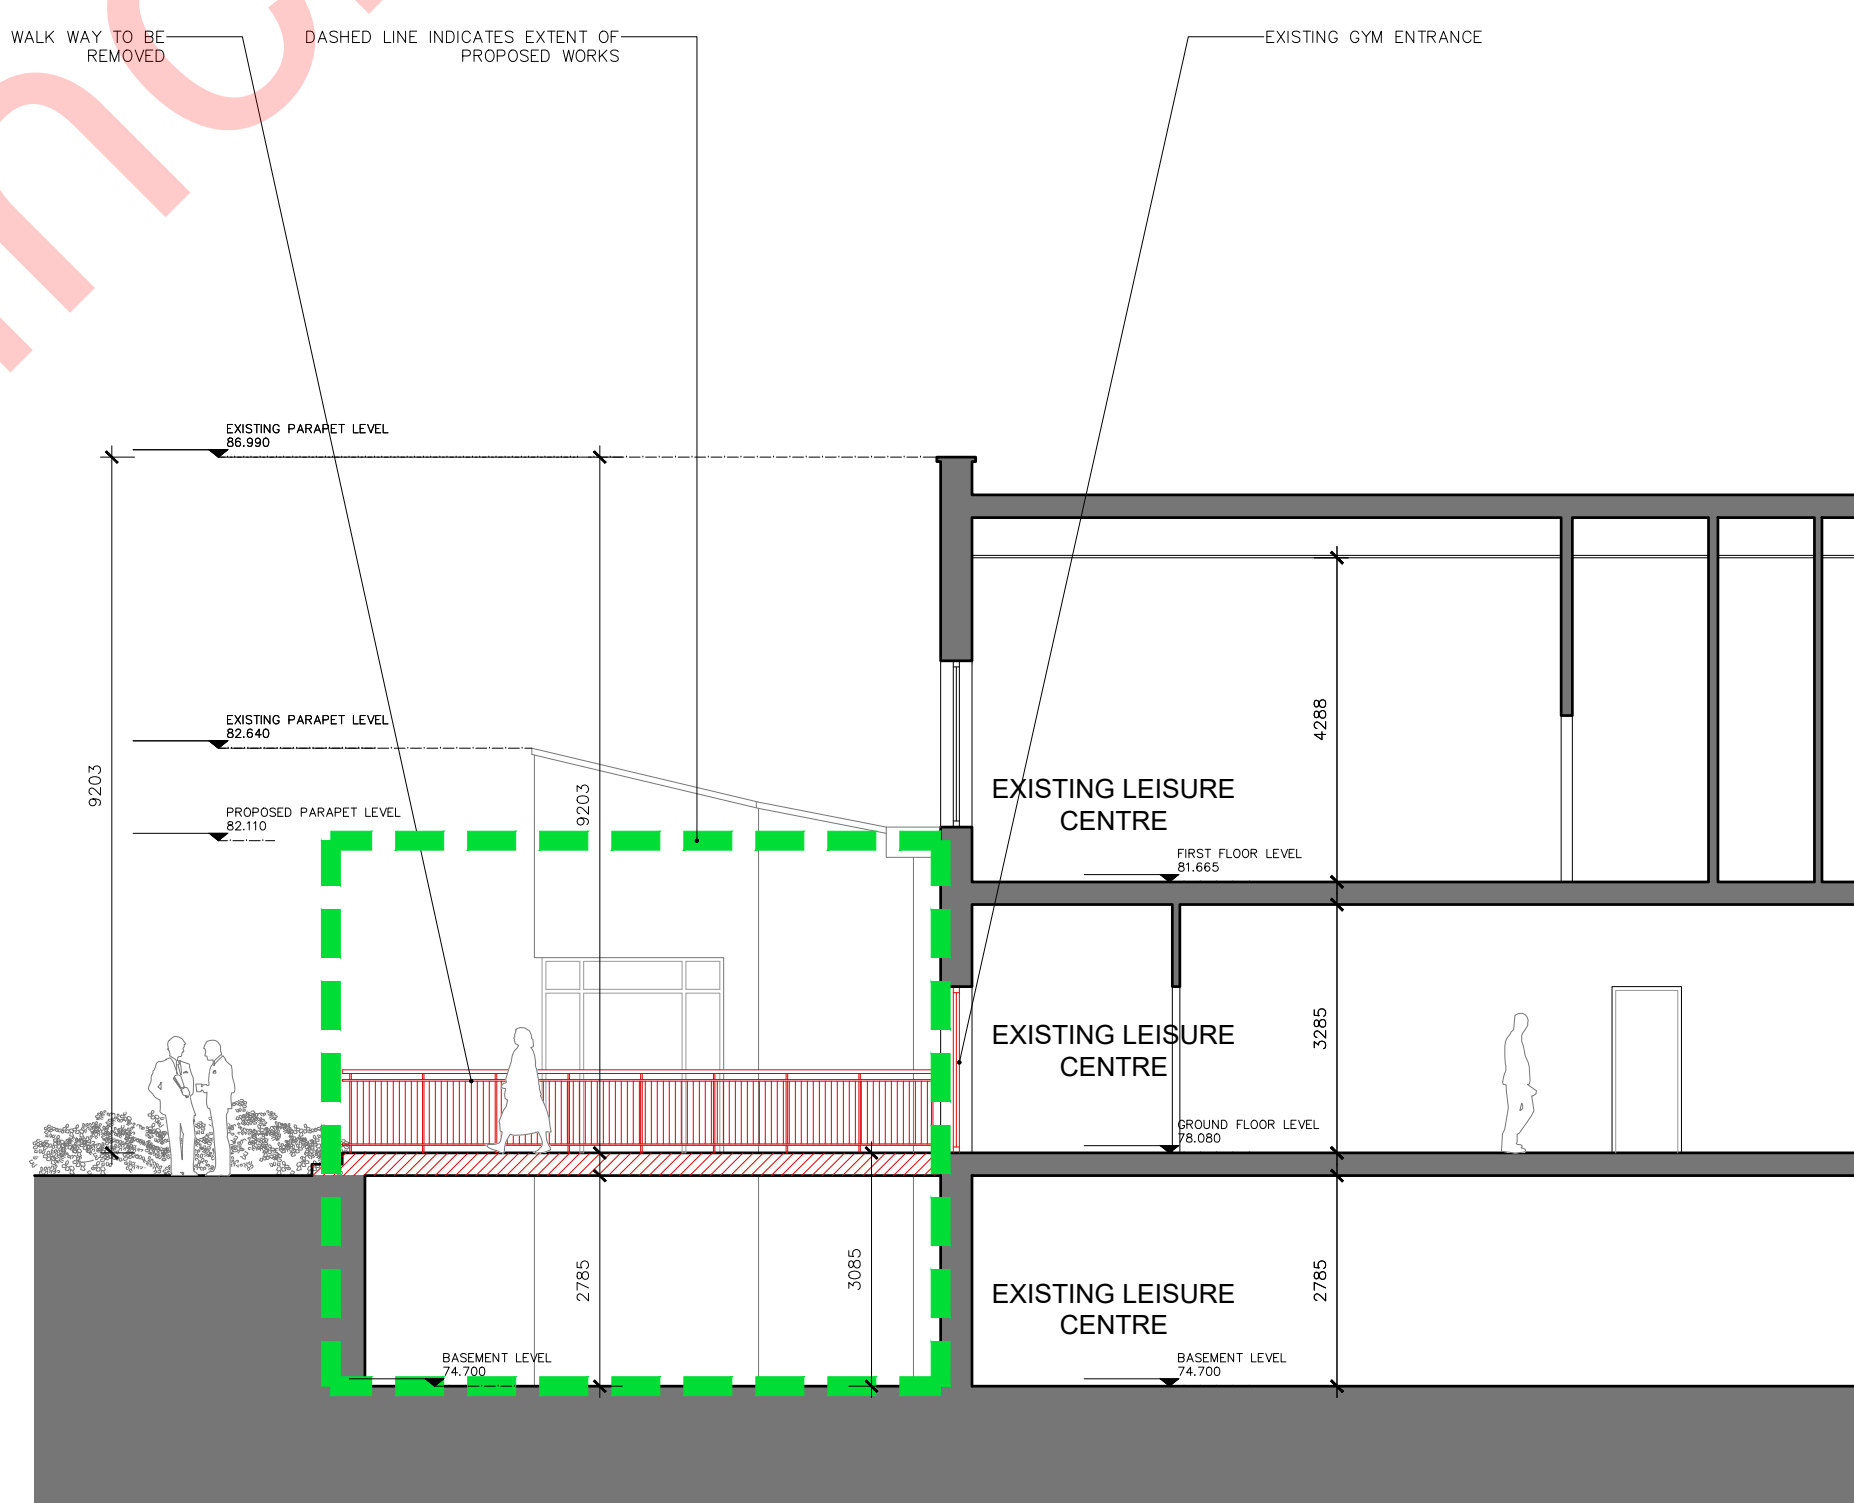 WALK WAY TO BE
REMOVED
DASHED LINE INDICATES EXTENT OF
PROPOSED WORKS
EXISTING GYM ENTRANCE
EXISTING PARAPET LEVEL
86.990
EXISTING PARAPET LEVEL
82.640
9203
9203
PROPOSED PARAPET LEVEL
82.110
4288
EXISTING LEISURE
CENTRE
FIRST FLOOR LEVEL
81.665
3285
EXISTING LEISURE
CENTRE
GROUND FLOOR LEVEL
78.080
2785
3085
2785
EXISTING LEISURE
CENTRE
BASEMENT LEVEL
74.700
BASEMENT LEVEL
74.700